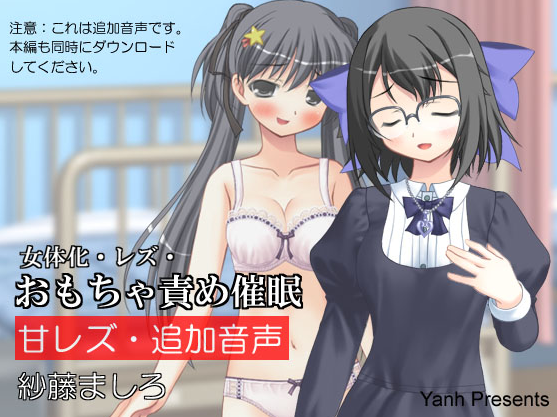 注意：これは追加音声です。
本編も同時にダウンロード
してください。
女体化・レズ・
おもちゃ責め催眠
甘レズ・追加音声
紗藤ましろ
Yanh Presents